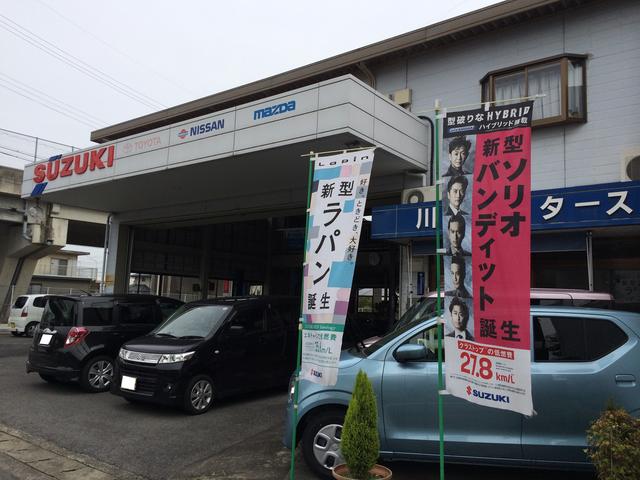 SUZUKI
TOYOTA
NISSAN
mazda
Lapin
好き、ときどき、大好き。
新型
ラパン
誕生
型破りなHYBRID
ハイブリッド搭載
新型
ソリオ
バンディット
誕生
クラストップの低燃費
27.8 km/L
SUZUKI
川
タース